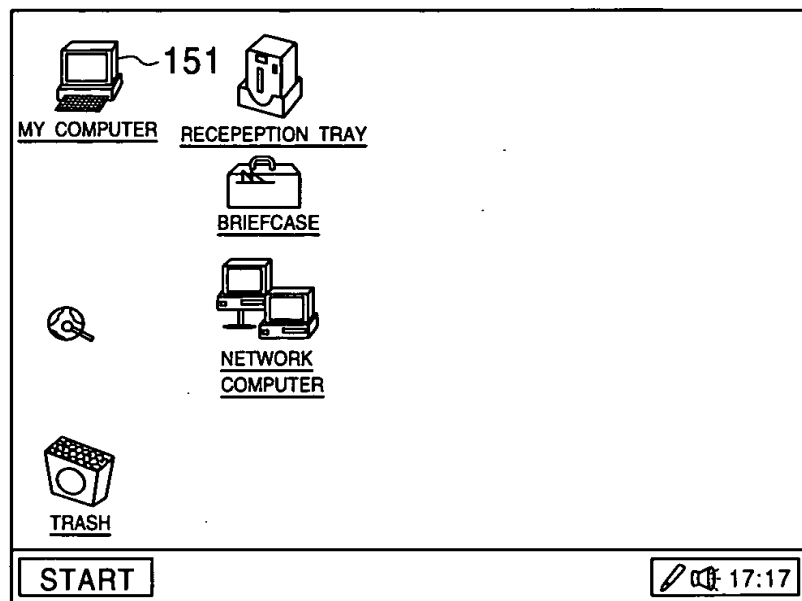 151
MY COMPUTER
RECEPEPTION TRAY
BRIEFCASE
NETWORK
COMPUTER
TRASH
START
17:17